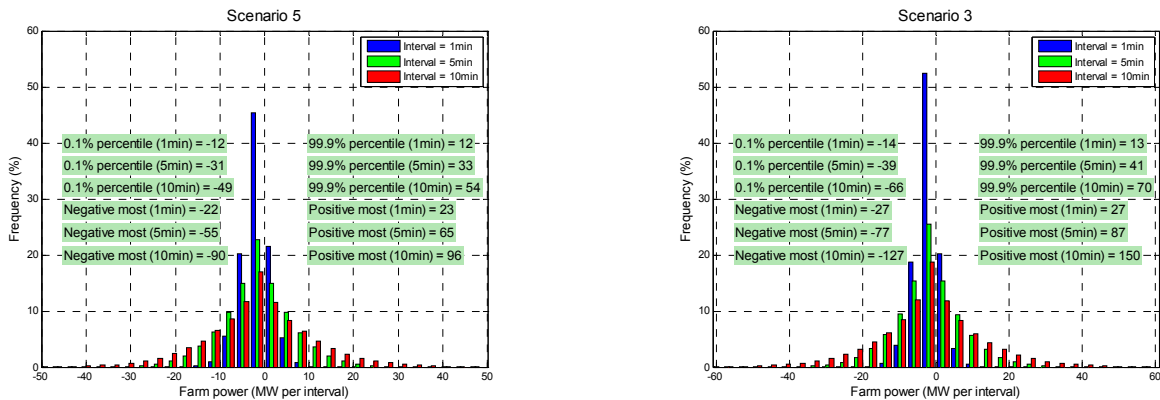 Scenario 5
60
50
40
30
20
10
0
Frequency (%)
Interval = 1min
Interval = 5min
Interval = 10min
0.1% percentile (1min) = -12
0.1% percentile (5min) = -31
0.1% percentile (10min) = -49
Negative most (1min) = -22
Negative most (5min) = -55
Negative most (10min) = -90
99.9% percentile (1min) = 12
99.9% percentile (5min) = 33
99.9% percentile (10min) = 54
Positive most (1min) = 23
Positive most (5min) = 65
Positive most (10min) = 96
-50 -40 -30 -20 -10 0 10 20 30 40 50
Farm power (MW per interval)
Scenario 3
60
50
40
30
20
10
0
Frequency (%)
Interval = 1min
Interval = 5min
Interval = 10min
0.1% percentile (1min) = -14
0.1% percentile (5min) = -39
0.1% percentile (10min) = -66
Negative most (1min) = -27
Negative most (5min) = -77
Negative most (10min) = -127
99.9% percentile (1min) = 13
99.9% percentile (5min) = 41
99.9% percentile (10min) = 70
Positive most (1min) = 27
Positive most (5min) = 87
Positive most (10min) = 150
-60 -40 -20 0 20 40 60
Farm power (MW per interval)